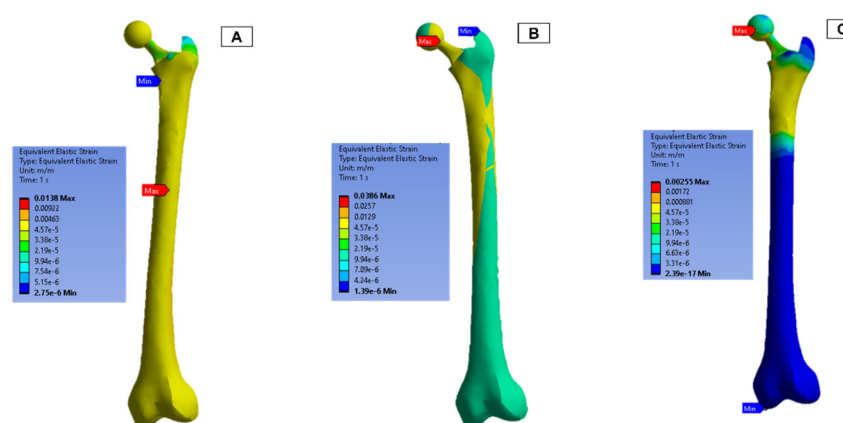 A
Min
Max
Equivalent Elastic Strain
Type: Equivalent Elastic Strain
Unit: m/m
Time: 1 s
0.0138 Max
0.00922
0.00463
4.57e-5
3.38e-5
2.19e-5
9.94e-6
7.54e-6
5.15e-6
2.75e-6 Min
B
Min
Max
Equivalent Elastic Strain
Type: Equivalent Elastic Strain
Unit: m/m
Time: 1 s
0.0386 Max
0.0257
0.0129
4.57e-5
3.38e-5
2.19e-5
9.94e-6
7.09e-6
4.24e-6
1.39e-6 Min
C
Max
Equivalent Elastic Strain
Type: Equivalent Elastic Strain
Unit: m/m
Time: 1 s
0.00255 Max
0.00172
0.000881
4.57e-5
3.38e-5
2.19e-5
9.94e-6
6.63e-6
3.31e-6
2.39e-17 Min
Min